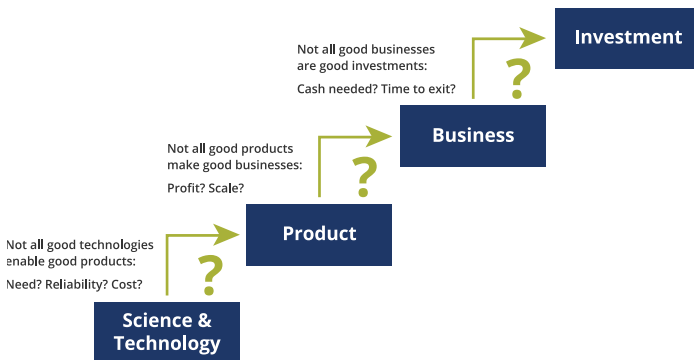 Investment
Not all good businesses
are good investments:
Cash needed? Time to exit?
?
Business
Not all good products
make good businesses:
Profit? Scale?
?
Product
Not all good technologies
enable good products:
Need? Reliability? Cost?
?
Science &
Technology